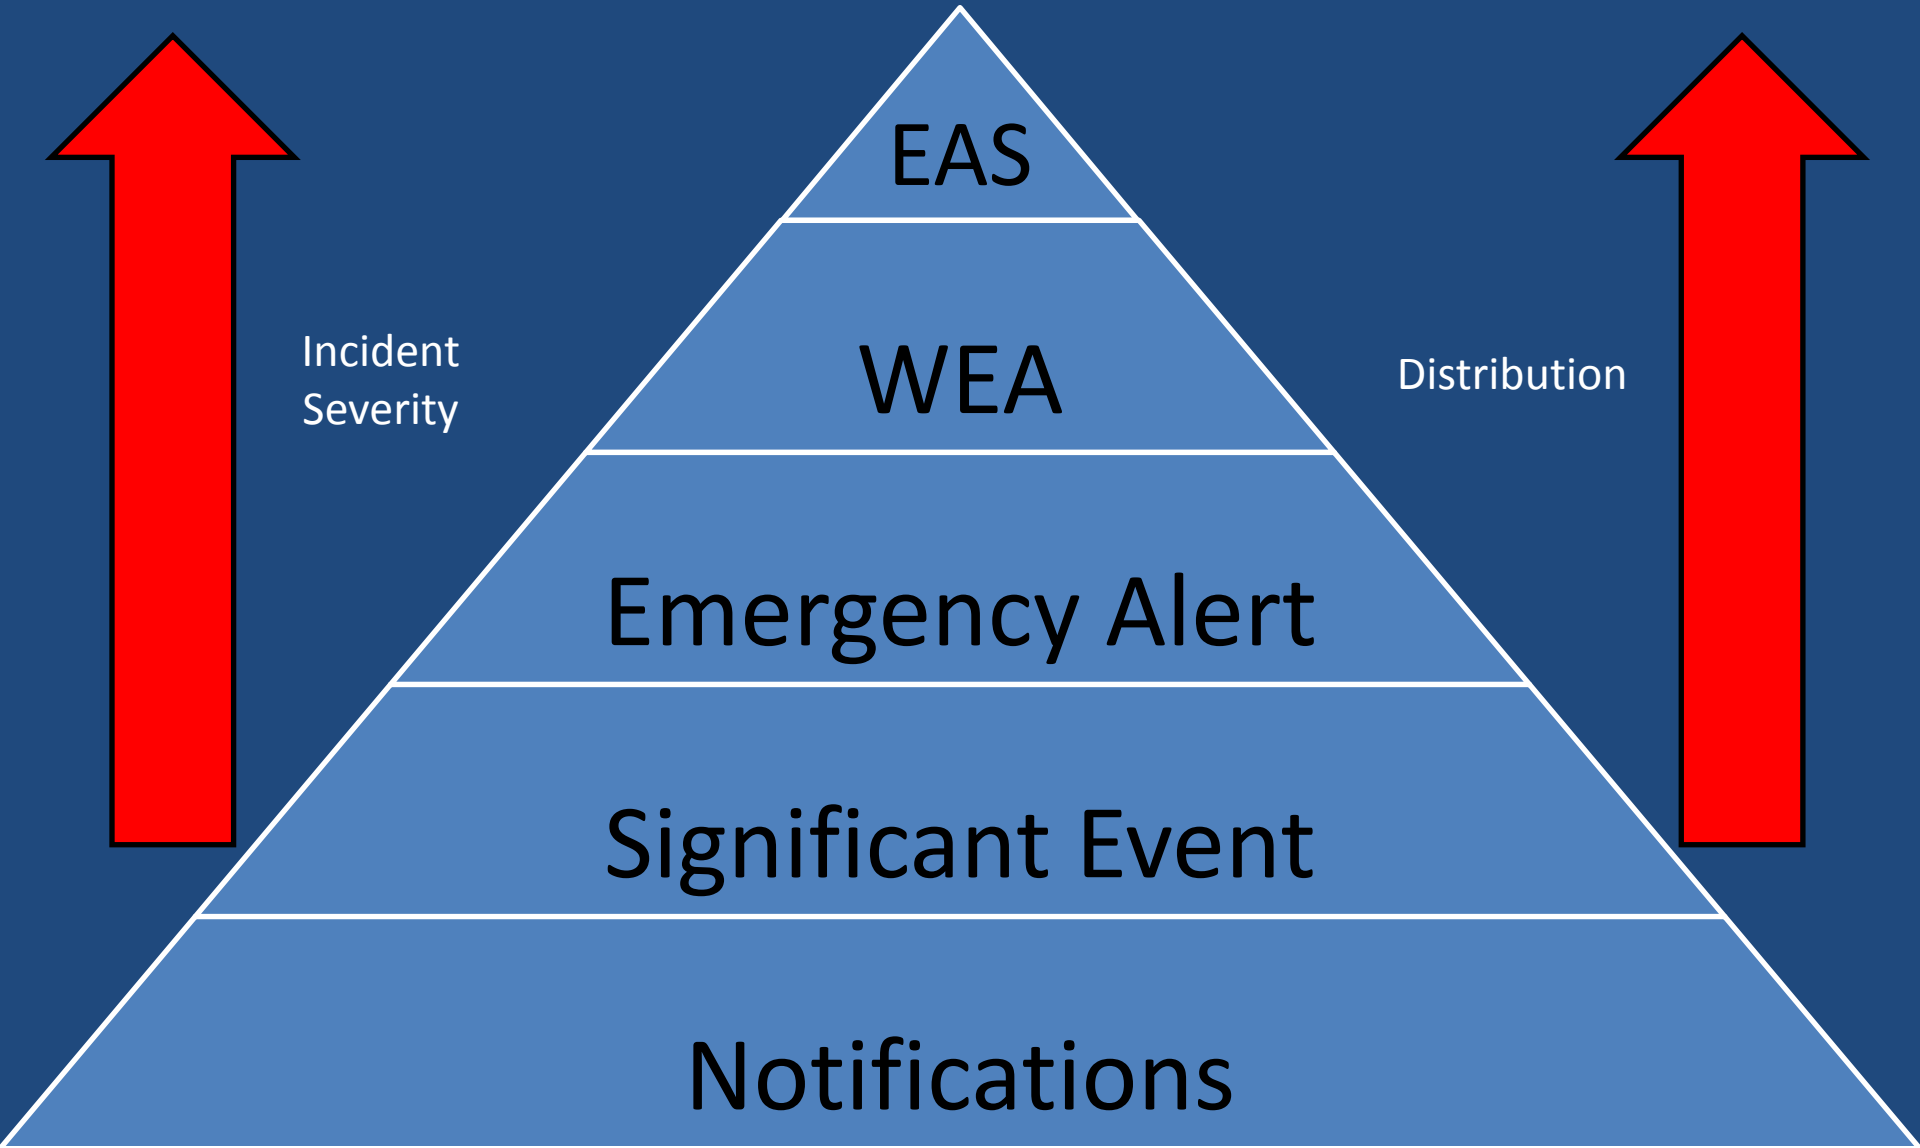 EAS
WEA
Incident
Severity
Distribution
Emergency Alert
Significant Event
Notifications